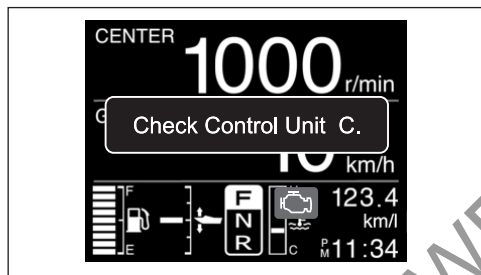 CENTER
1000 r/min
G
Check Control Unit C.
km/h
F
E
F
N
R
C
123.4
km/l
PM 11:34